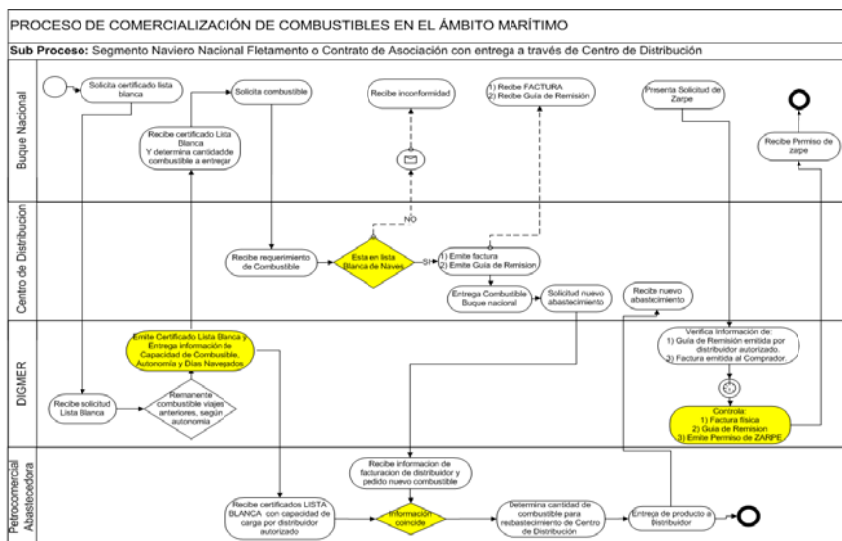 PROCESO DE COMERCIALIZACIÓN DE COMBUSTIBLES EN EL ÁMBITO MARÍTIMO
Sub Proceso: Segmento Naviero Nacional Fletamento o Contrato de Asociación con entrega a través de Centro de Distribución
Buque Nacional
Solicita certificado lista
blanca
Solicita combustible
Recibe certificado Lista
Blanca
Y determina cantidadde
combustible a entregar
Recibe inconformidad
1) Recibe FACTURA
2) Recibe Guía de Remisión
Presenta Solicitud de
Zarpe
Recibe Permiso de
zarpe
Centro de Distribucion
Recibe requerimiento
de Combustible
Esta en lista
Blanca de Naves
NO
SI
1) Emite factura
2) Emite Guía de Remision
Entrega Combustible
Buque nacional
Solicitud nuevo
abastecimiento
Recibe nuevo
abastecimiento
DIGMER
Emite Certificado Lista Blanca y
Entrega información de
Capacidad de Combustible,
Autonomía y Días Navegados
Recibe solicitud
Lista Blanca
Remanente
combustible viajes
anteriores, según
autonomía
Verifica Información de:
1) Guía de Remisión emitida por
distribuidor autorizado.
3) Factura emitida al Comprador.
Controla:
1) Factura física
2) Guia de Remision
3) Emite Permiso de ZARPE
Petrocomercial
Abastecedora
Recibe informacion de
facturacion de distribuidor y
pedido nuevo combustible
Recibe certificados LISTA
BLANCA con capacidad de
carga por distribuidor
autorizado
Información
coincide
Determina cantidad de
combustible para
reabastecimiento de Centro
de Distribución
Entrega de producto a
Distribuidor